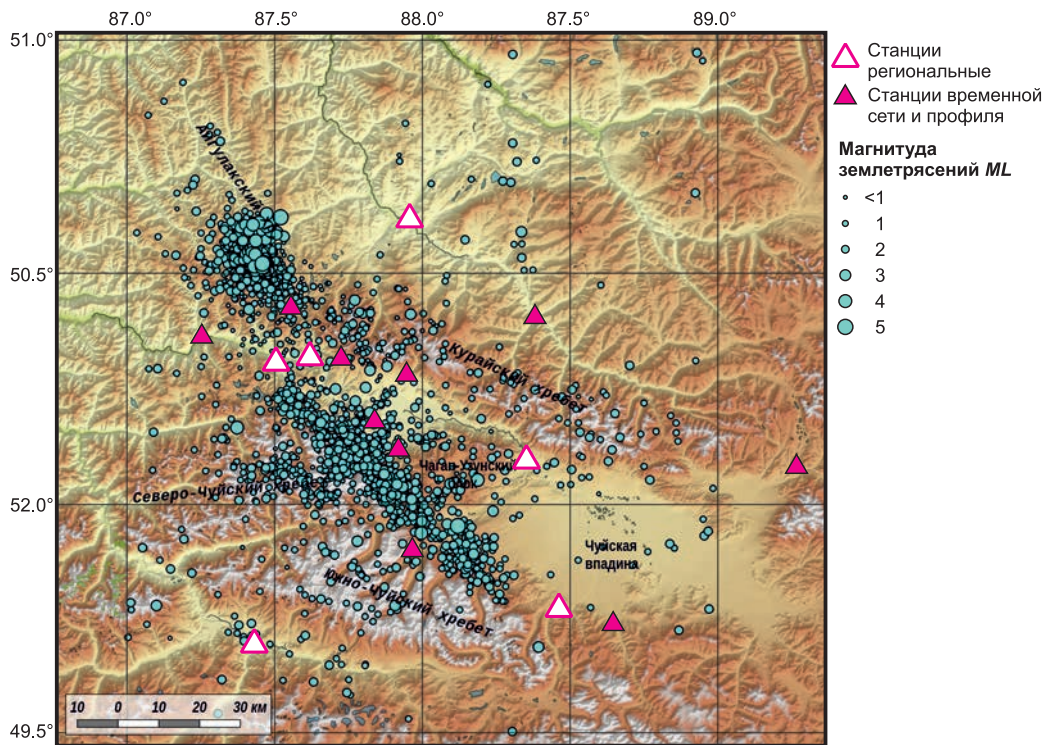 87.0° 87.5° 88.0° 87.5° 89.0°
51.0°
Станции
региональные
Станции временной
сети и профиля
Айгулакский
Магнитуда
землетрясений ML
<1
1
2
3
4
5
50.5°
Курайский хребет
Чаган-Узунский
блок
Северо-Чуйский хребет
52.0°
Чуйская
впадина
Южно-Чуйский хребет
10 0 10 20 30 км
49.5°